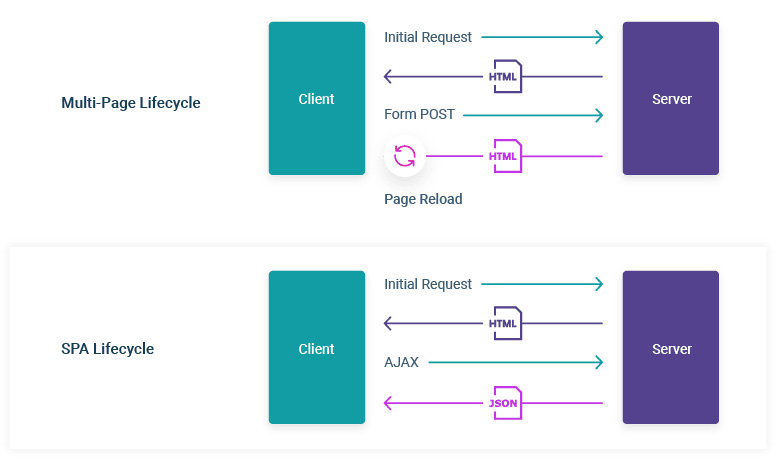 Multi-Page Lifecycle
Client
Initial Request
HTML
Form POST
HTML
Page Reload
Server
SPA Lifecycle
Client
Initial Request
HTML
AJAX
JSON
Server